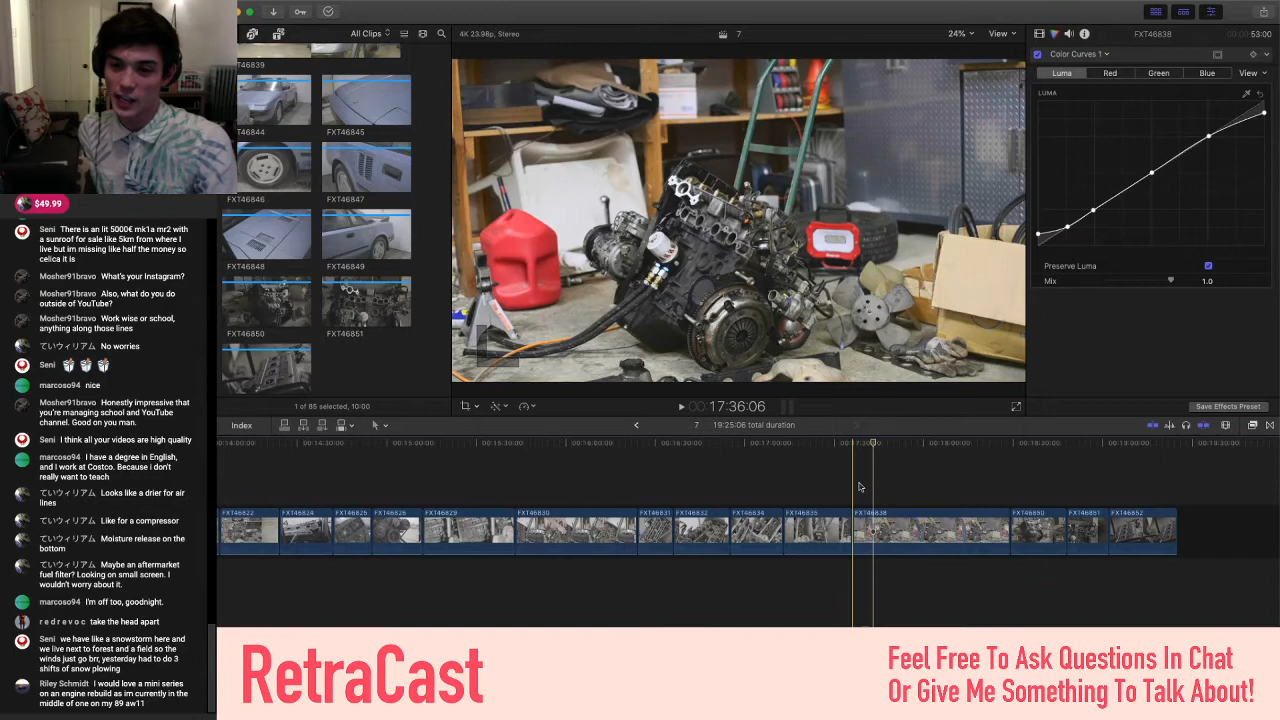 All Clips
4K 23.98p, Stereo
7
24%
View
FXT46838
53:00
Color Curves 1
Luma
Red
Green
Blue
View
LUMA
Preserve Luma
Mix
1.0
Save Effects Preset
FXT46839
FXT46844
FXT46845
FXT46846
FXT46847
FXT46848
FXT46849
FXT46850
FXT46851
1 of 85 selected, 10:00
17:36:06
$49.99
Seni There is an lit 5000€ mk1a mr2 with
a sunroof for sale like 5km from where I
live but im missing like half the money so
celica it is
Mosher91bravo What's your Instagram?
Mosher91bravo Also, what do you do
outside of YouTube?
Mosher91bravo Work wise or school,
anything along those lines
ていウィリアム No worries
Seni
marcoso94 nice
Mosher91bravo Honestly impressive that
you're managing school and YouTube
channel. Good on you man.
Seni I think all your videos are high quality
marcoso94 I have a degree in English,
and I work at Costco. Because i don't
really want to teach
ていウィリアム Looks like a drier for air
lines
ていウィリアム Like for a compressor
ていウィリアム Moisture release on the
bottom
ていウィリアム Maybe an aftermarket
fuel filter? Looking on small screen. I
wouldn't worry about it.
marcoso94 I'm off too, goodnight.
r e d r e v o c take the head apart
Seni we have like a snowstorm here and
we live next to forest and a field so the
winds just go brr, yesterday had to do 3
shifts of snow plowing
Riley Schmidt I would love a mini series
on an engine rebuild as im currently in the
middle of one on my 89 aw11
Index
7
19:25:06 total duration
00:14:30:00
00:15:00:00
00:15:30:00
00:16:00:00
00:16:30:00
00:17:00:00
00:18:00:00
00:18:30:00
00:19:00:00
00:19:30:00
FXT46822
FXT46824
FXT46825
FXT46826
FXT46829
FXT46830
FXT46831
FXT46832
FXT46834
FXT46835
FXT46838
FXT46850
FXT46851
FXT46852
RetraCast
Feel Free To Ask Questions In Chat
Or Give Me Something To Talk About!